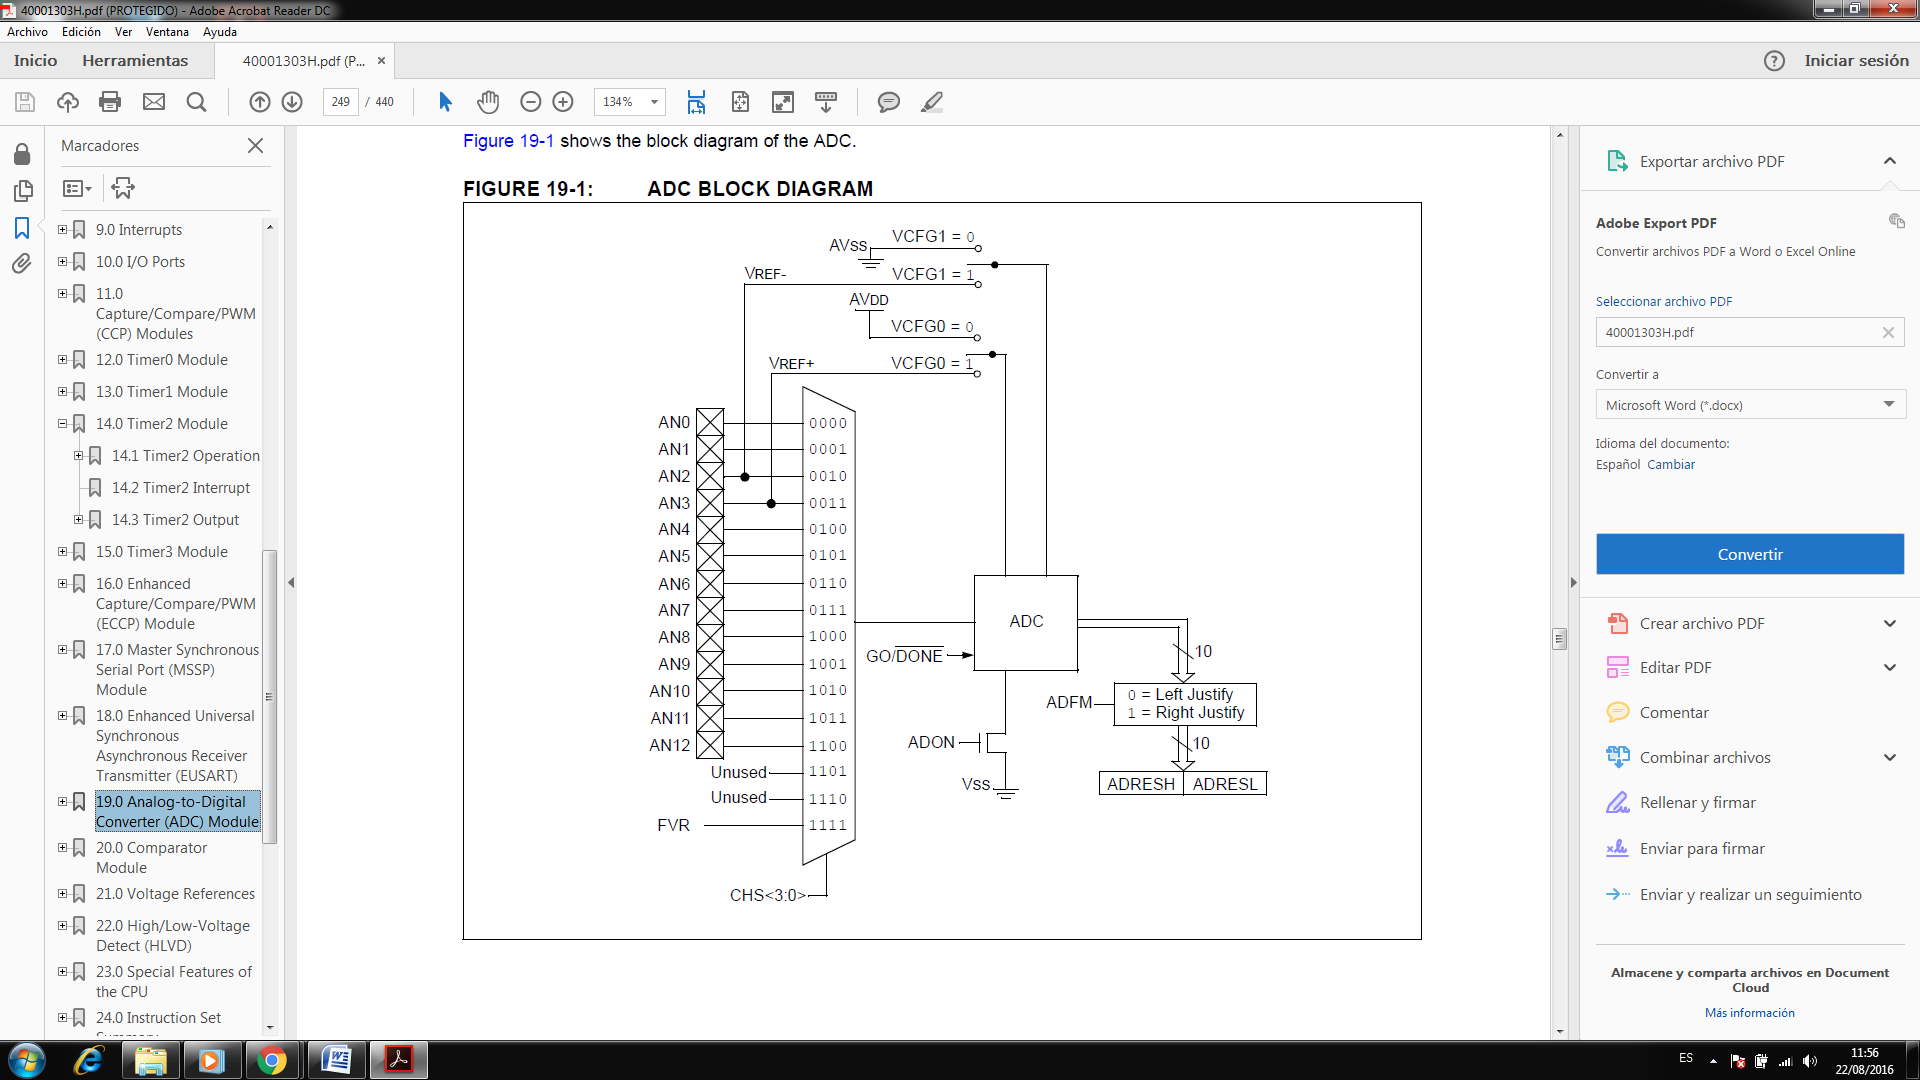 40001303H.pdf (PROTEGIDO) - Adobe Acrobat Reader DC
Archivo Edición Ver Ventana Ayuda
Inicio Herramientas 40001303H.pdf (P... × ? Iniciar sesión
249 / 440 134%
Marcadores
9.0 Interrupts
10.0 I/O Ports
11.0
Capture/Compare/PWM
(CCP) Modules
12.0 Timer0 Module
13.0 Timer1 Module
14.0 Timer2 Module
14.1 Timer2 Operation
14.2 Timer2 Interrupt
14.3 Timer2 Output
15.0 Timer3 Module
16.0 Enhanced
Capture/Compare/PWM
(ECCP) Module
17.0 Master Synchronous
Serial Port (MSSP)
Module
18.0 Enhanced Universal
Synchronous
Asynchronous Receiver
Transmitter (EUSART)
19.0 Analog-to-Digital
Converter (ADC) Module
20.0 Comparator
Module
21.0 Voltage References
22.0 High/Low-Voltage
Detect (HLVD)
23.0 Special Features of
the CPU
24.0 Instruction Set
Summary
Figure 19-1 shows the block diagram of the ADC.
FIGURE 19-1: ADC BLOCK DIAGRAM
AVSS VCFG1 = 0
VREF- VCFG1 = 1
AVDD
VCFG0 = 0
VREF+ VCFG0 = 1
AN0 0000
AN1 0001
AN2 0010
AN3 0011
AN4 0100
AN5 0101
AN6 0110
AN7 0111
AN8 1000
AN9 1001
AN10 1010
AN11 1011
AN12 1100
Unused 1101
Unused 1110
FVR 1111
CHS<3:0>
ADC
GO/DONE
10
ADFM
0 = Left Justify
1 = Right Justify
ADON
10
VSS
ADRESH ADRESL
Exportar archivo PDF
Adobe Export PDF
Convertir archivos PDF a Word o Excel Online
Seleccionar archivo PDF
40001303H.pdf
Convertir a
Microsoft Word (*.docx)
Idioma del documento:
Español Cambiar
Convertir
Crear archivo PDF
Editar PDF
Comentar
Combinar archivos
Rellenar y firmar
Enviar para firmar
Enviar y realizar un seguimiento
Almacene y comparta archivos en Document
Cloud
Más información
ES
11:56
22/08/2016